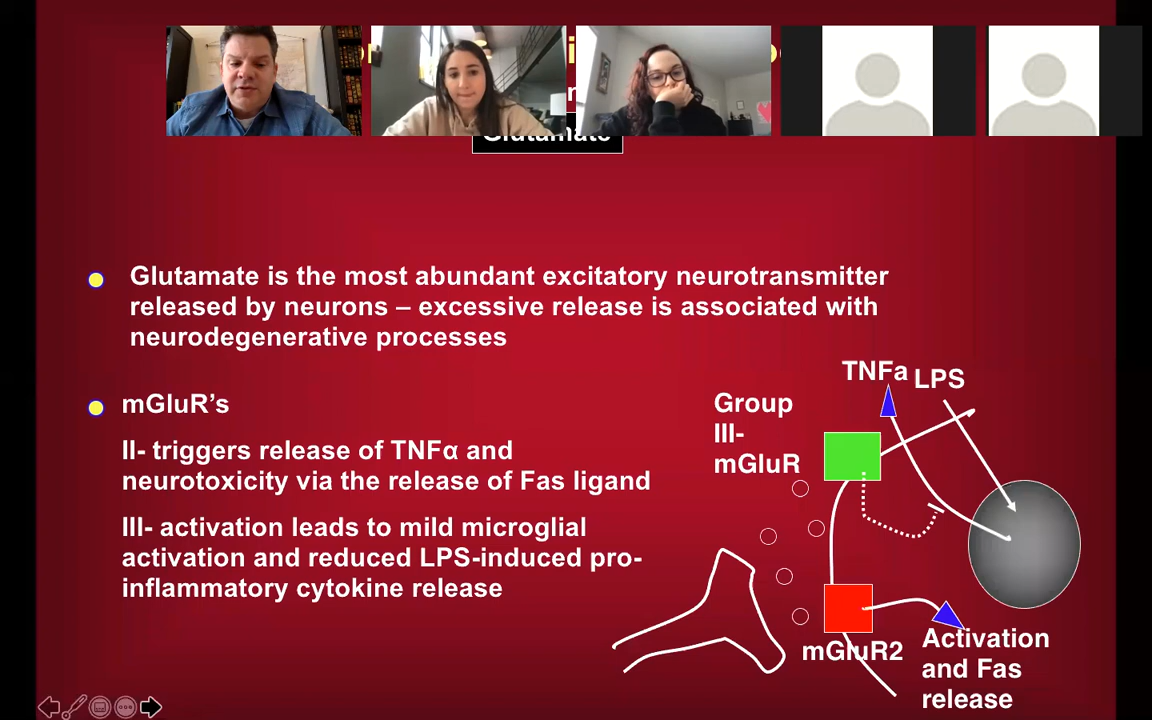 Glutamate
Glutamate is the most abundant excitatory neurotransmitter
released by neurons – excessive release is associated with
neurodegenerative processes
mGluR's
II- triggers release of TNFα and
neurotoxicity via the release of Fas ligand
III- activation leads to mild microglial
activation and reduced LPS-induced pro-
inflammatory cytokine release
TNFa
LPS
Group
III-
mGluR
mGluR2
Activation
and Fas
release